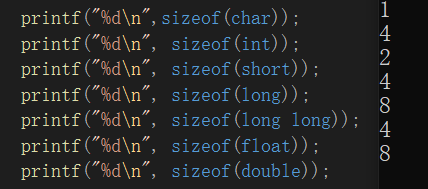 printf("%d\n",sizeof(char));
printf("%d\n", sizeof(int));
printf("%d\n", sizeof(short));
printf("%d\n", sizeof(long));
printf("%d\n", sizeof(long long));
printf("%d\n", sizeof(float));
printf("%d\n", sizeof(double));
1
4
2
4
8
4
8